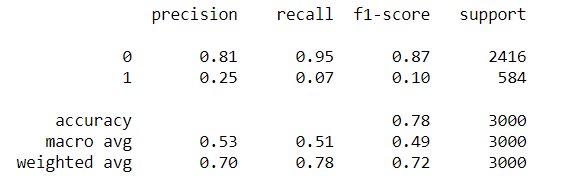 precision recall f1-score support
0 0.81 0.95 0.87 2416
1 0.25 0.07 0.10 584
accuracy 0.78 3000
macro avg 0.53 0.51 0.49 3000
weighted avg 0.70 0.78 0.72 3000